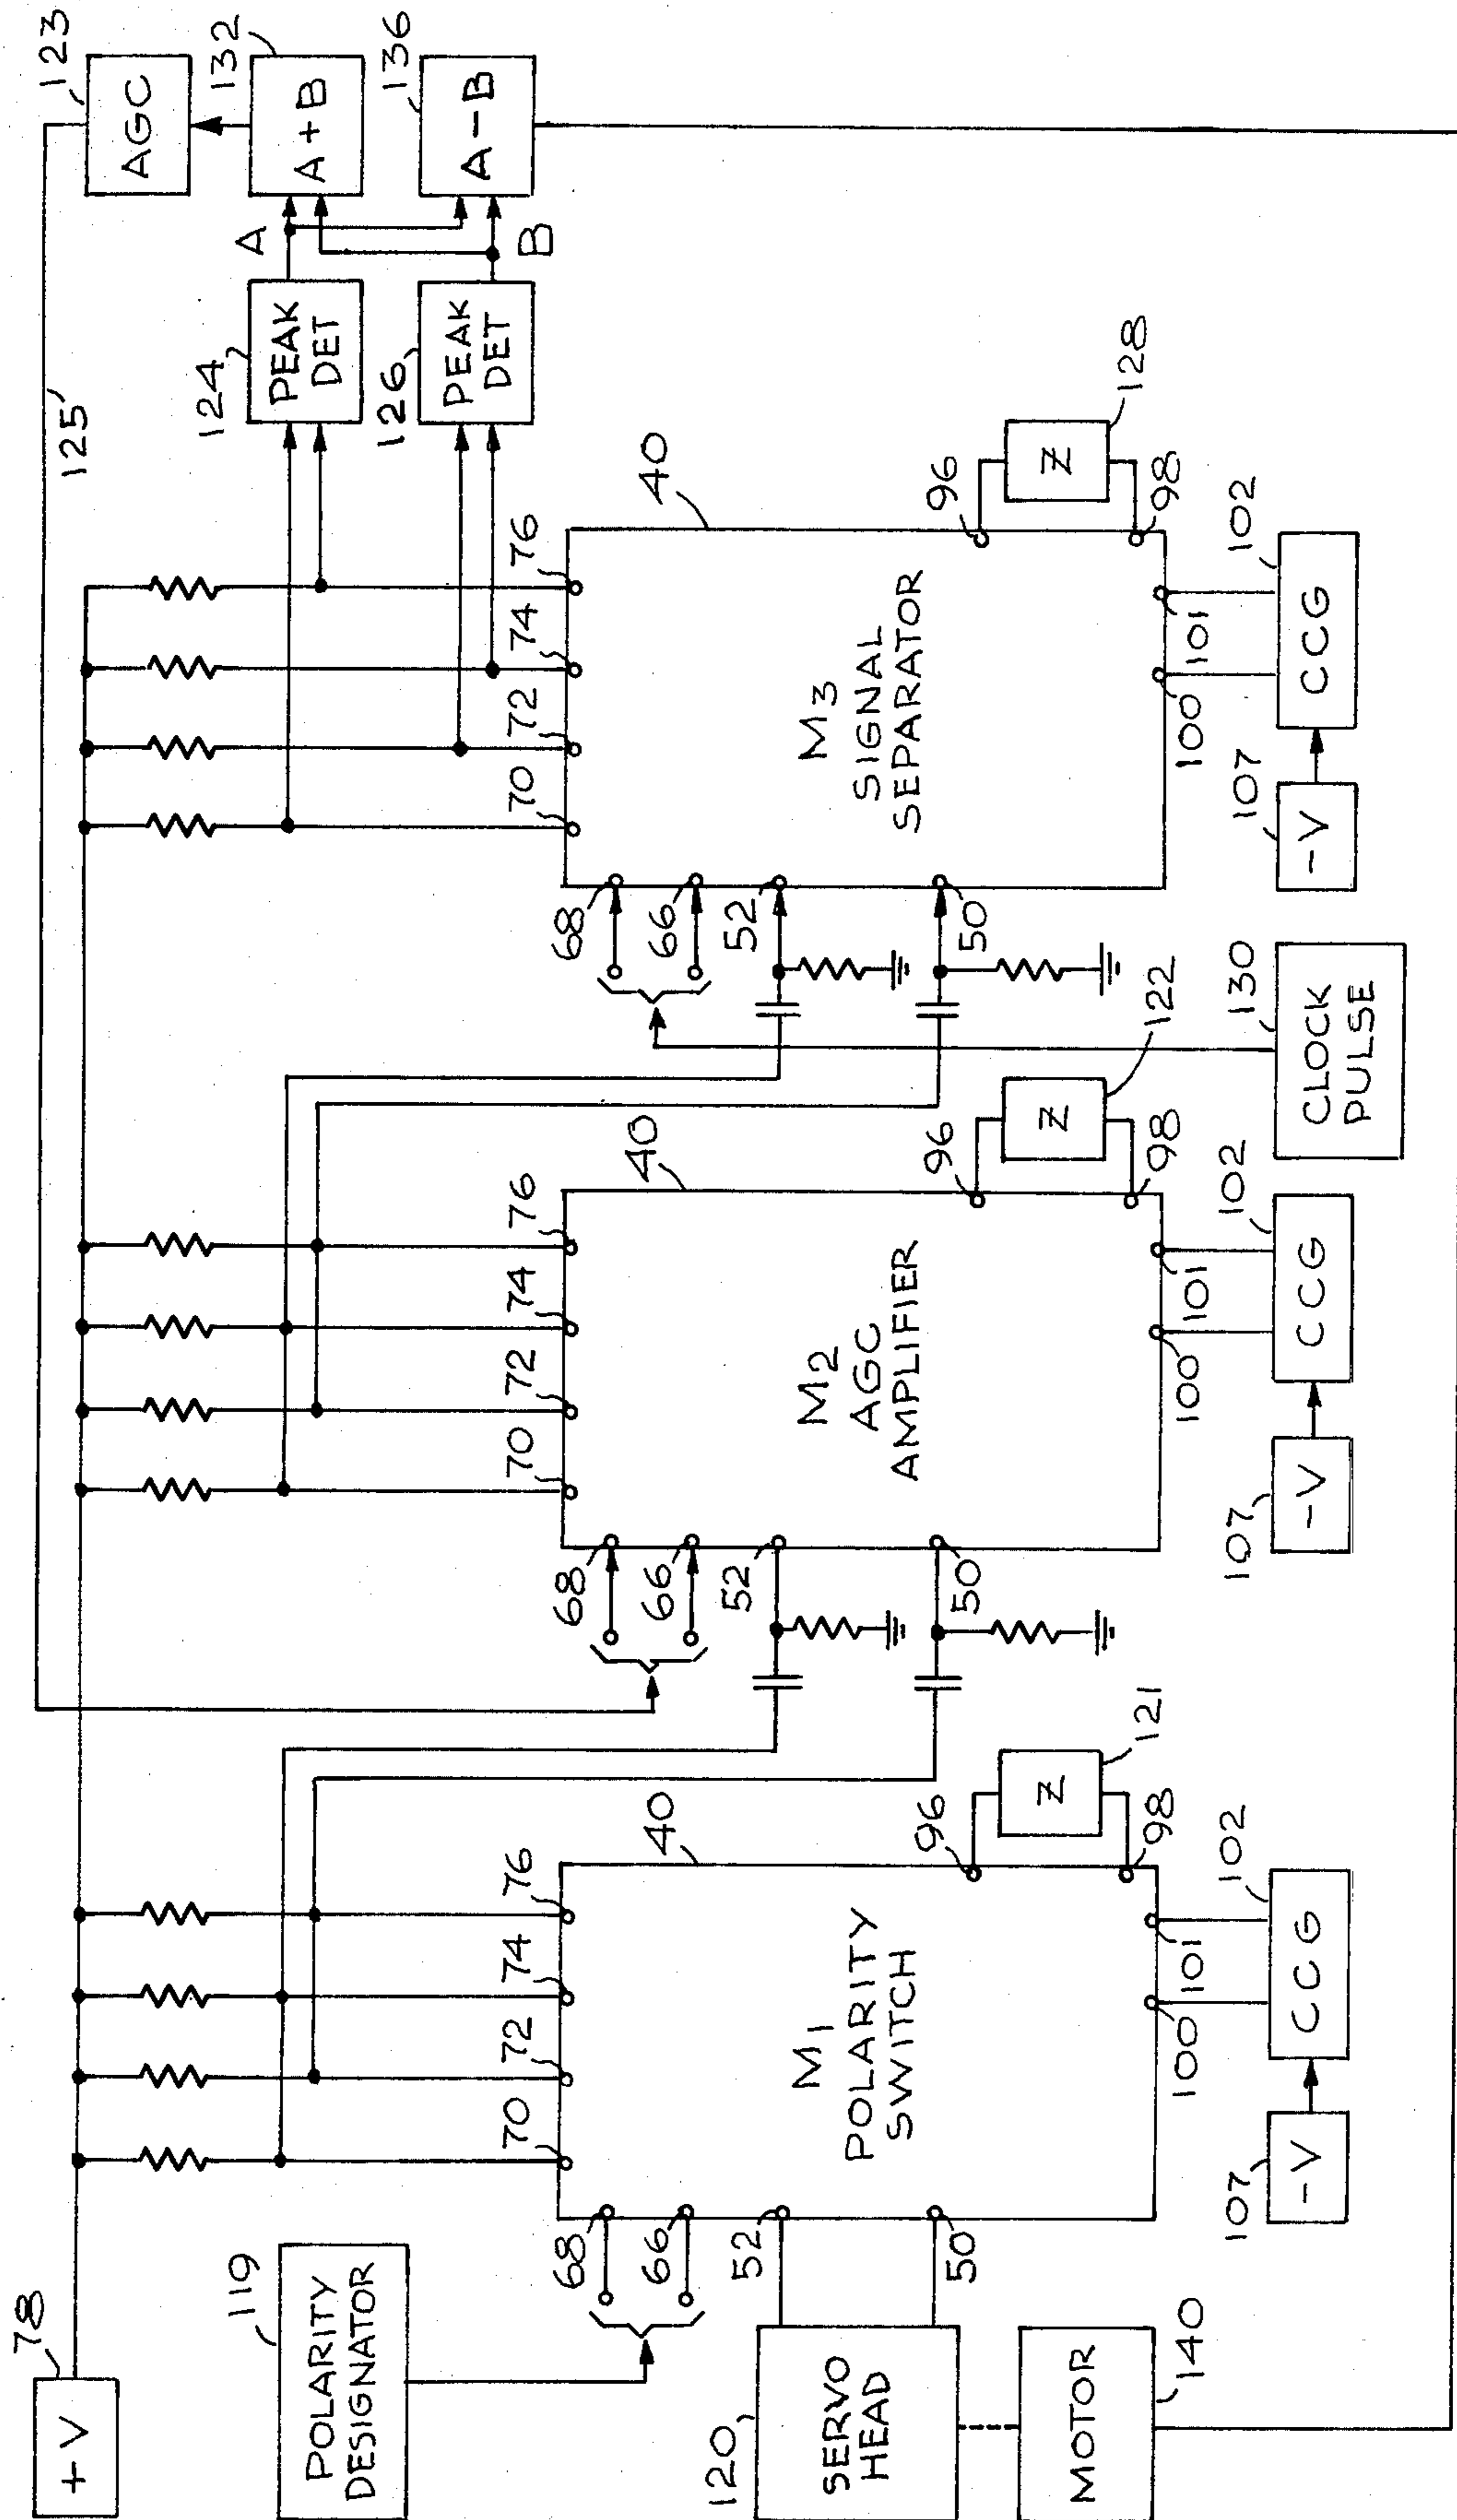 78
+V
119
POLARITY
DESIGNATOR
120
SERVO
HEAD
MOTOR
140
68
66
52
50
70
72
74
76
40
M1
POLARITY
SWITCH
96
98
Z
121
100
101
102
CCG
107
-V
68
66
52
50
70
72
74
76
40
M2
AGC
AMPLIFIER
96
98
Z
122
100
101
102
CCG
107
-V
CLOCK
PULSE
130
68
66
52
50
70
72
74
76
40
M3
SIGNAL
SEPARATOR
96
98
Z
128
100
101
102
CCG
107
-V
125
124
PEAK
DET
126
PEAK
DET
A
B
123
AGC
132
A+B
136
A-B